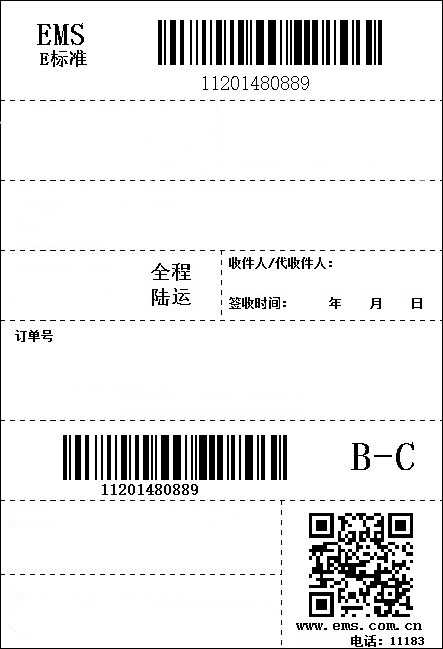 EMS
E标准
11201480889
全程
陆运
收件人/代收件人：
签收时间： 年 月 日
订单号
11201480889
B-C
www.ems.com.cn
电话：11183